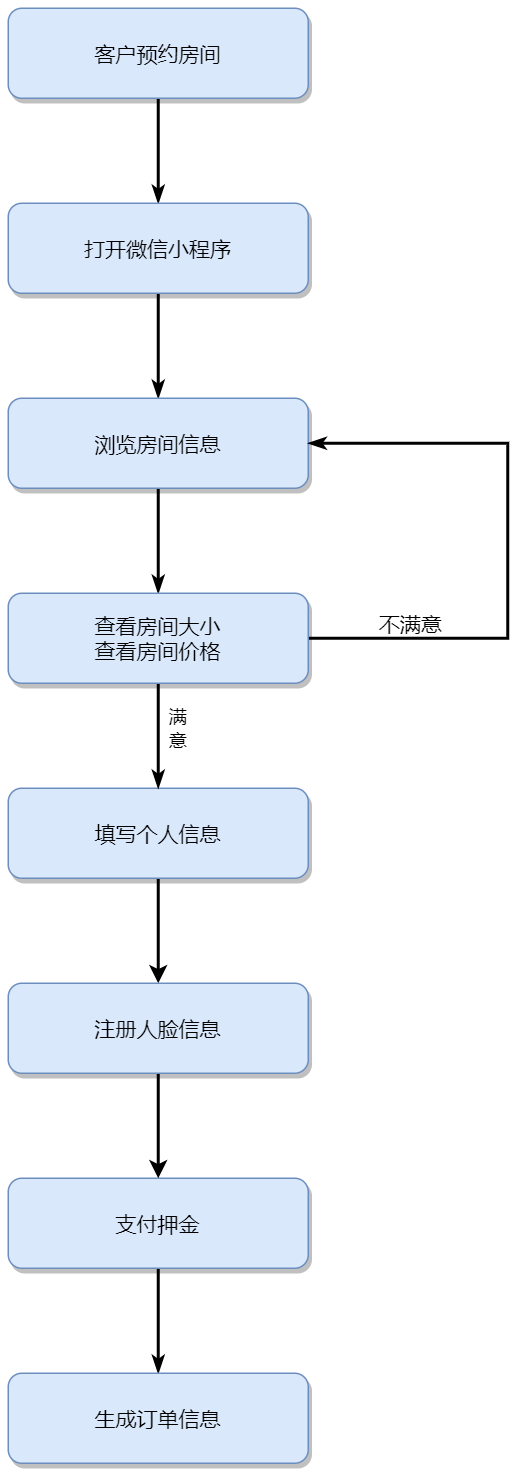 客户预约房间
打开微信小程序
浏览房间信息
查看房间大小
查看房间价格
不满意
满
意
填写个人信息
注册人脸信息
支付押金
生成订单信息